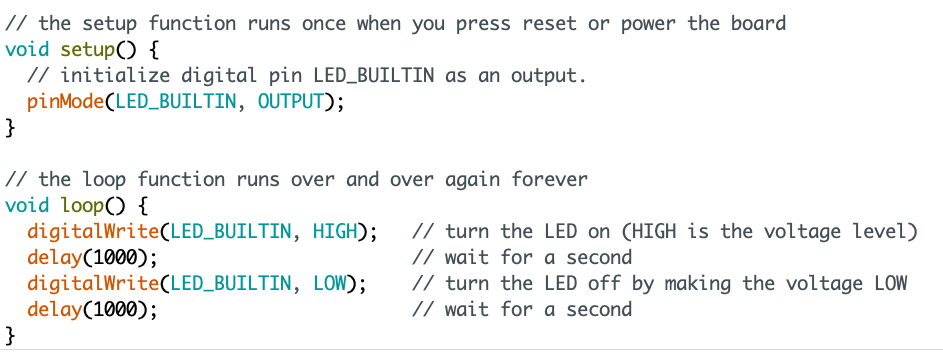 // the setup function runs once when you press reset or power the board
void setup() {
  // initialize digital pin LED_BUILTIN as an output.
  pinMode(LED_BUILTIN, OUTPUT);
}

// the loop function runs over and over again forever
void loop() {
  digitalWrite(LED_BUILTIN, HIGH);   // turn the LED on (HIGH is the voltage level)
  delay(1000);                       // wait for a second
  digitalWrite(LED_BUILTIN, LOW);    // turn the LED off by making the voltage LOW
  delay(1000);                       // wait for a second
}